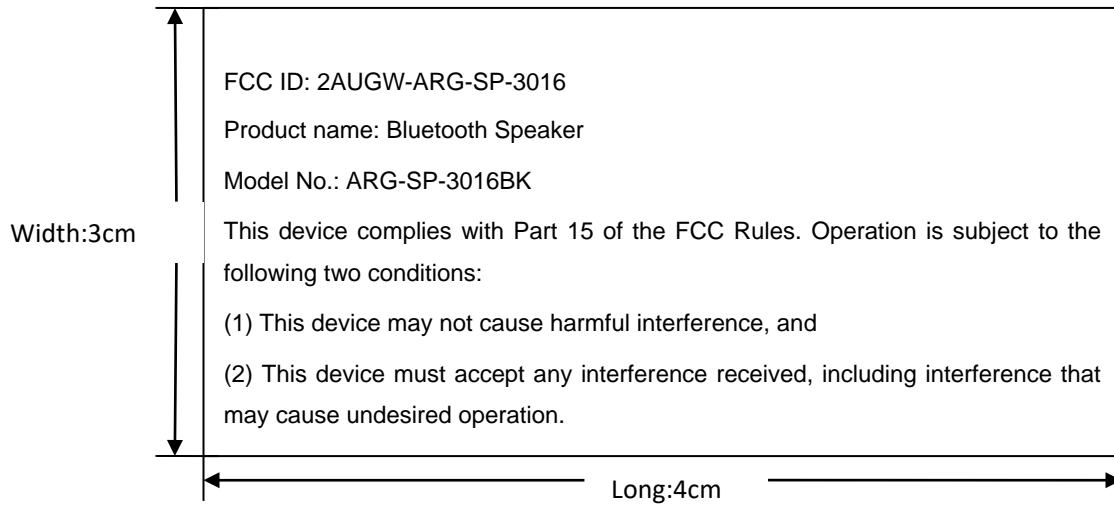 FCC ID: 2AUGW-ARG-SP-3016
Product name: Bluetooth Speaker
Model No.: ARG-SP-3016BK
Width:3cm
This device complies with Part 15 of the FCC Rules. Operation is subject to the
following two conditions:
(1) This device may not cause harmful interference, and
(2) This device must accept any interference received, including interference that
may cause undesired operation.
Long:4cm